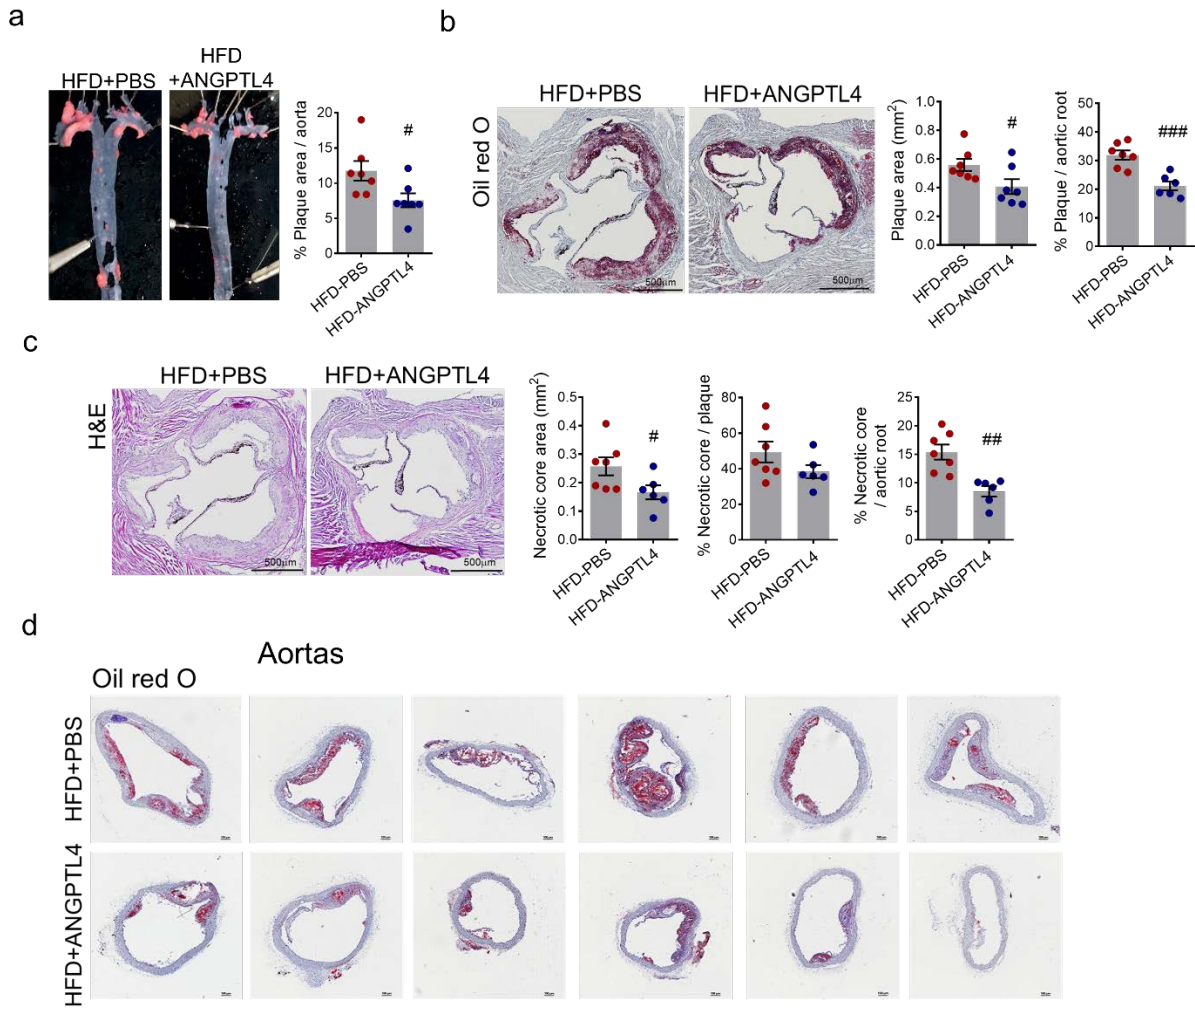 a
HFD+PBS
HFD
+ANGPTL4
% Plaque area / aorta
20
15
10
5
0
#
HFD-PBS
HFD-ANGPTL4
b
Oil red O
HFD+PBS
HFD+ANGPTL4
500μm
500μm
Plaque area (mm²)
1.0
0.8
0.6
0.4
0.2
0.0
#
HFD-PBS
HFD-ANGPTL4
% Plaque / aortic root
50
40
30
20
10
0
###
HFD-PBS
HFD-ANGPTL4
c
H&E
HFD+PBS
HFD+ANGPTL4
500μm
500μm
Necrotic core area (mm²)
0.5
0.4
0.3
0.2
0.1
0.0
#
HFD-PBS
HFD-ANGPTL4
% Necrotic core / plaque
80
60
40
20
0
HFD-PBS
HFD-ANGPTL4
% Necrotic core
/ aortic root
25
20
15
10
5
0
##
HFD-PBS
HFD-ANGPTL4
d
Aortas
Oil red O
HFD+PBS
HFD+ANGPTL4